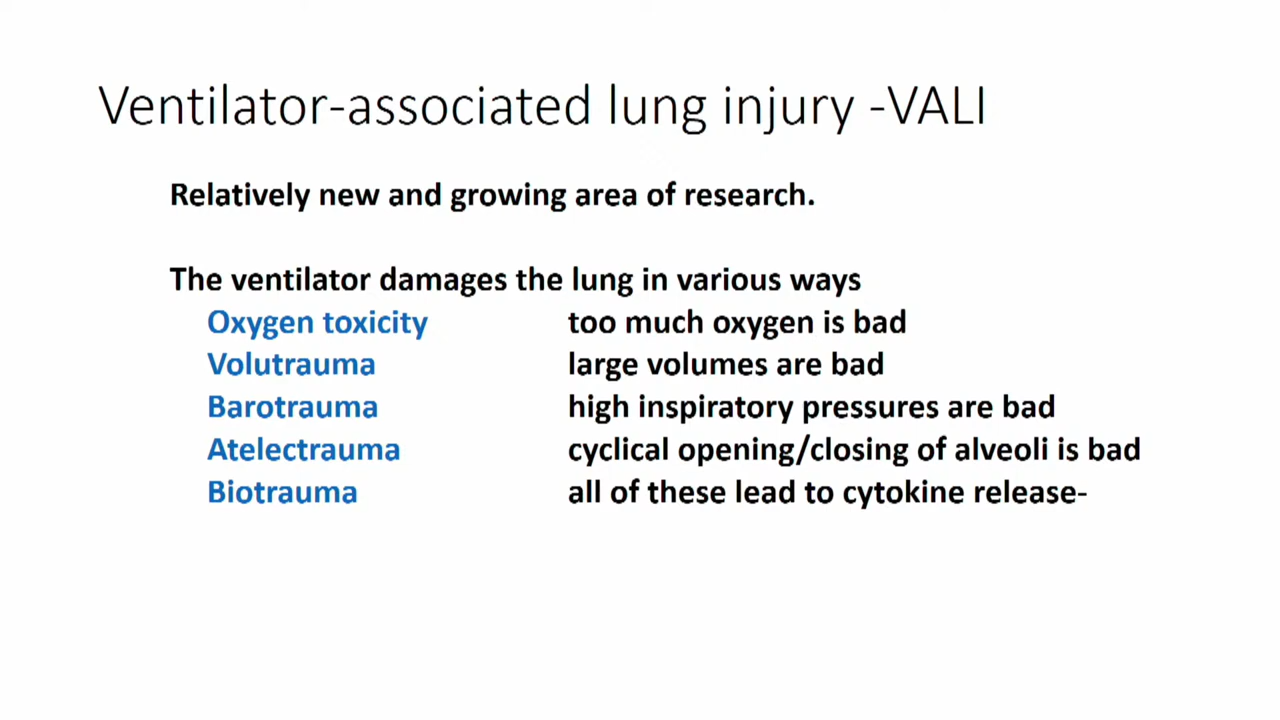 Ventilator-associated lung injury -VALI
Relatively new and growing area of research.
The ventilator damages the lung in various ways
Oxygen toxicity too much oxygen is bad
Volutrauma large volumes are bad
Barotrauma high inspiratory pressures are bad
Atelectrauma cyclical opening/closing of alveoli is bad
Biotrauma all of these lead to cytokine release-